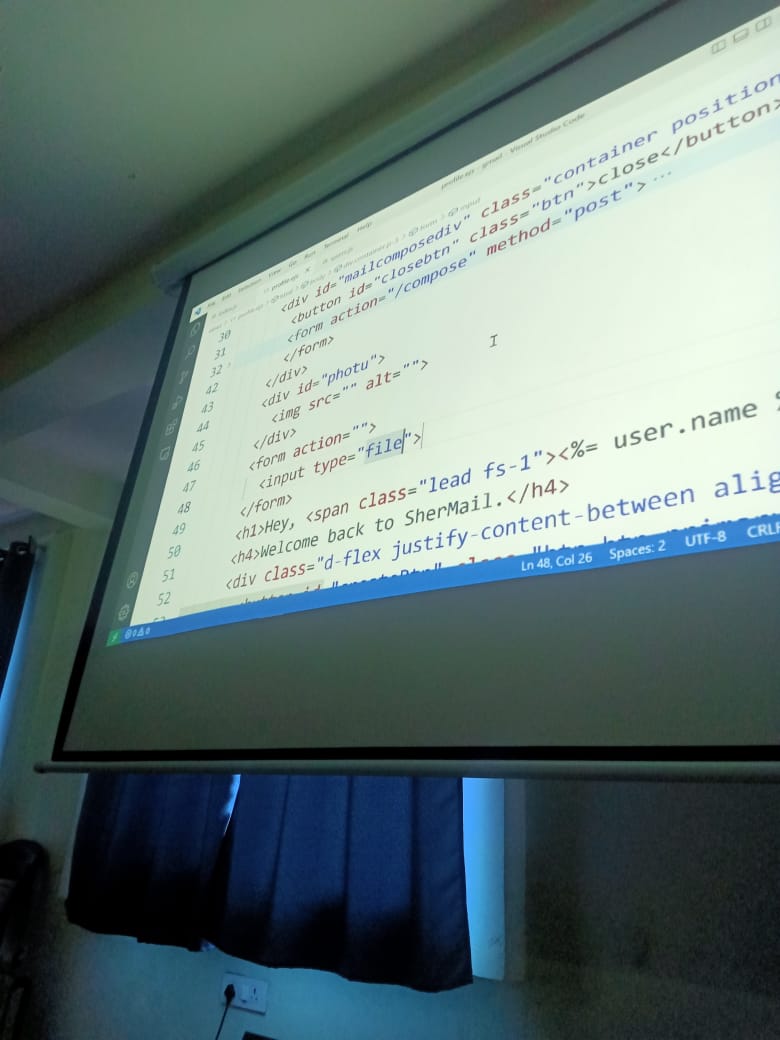 profile.ejs - gmail - Visual Studio Code
File Edit Selection View Go Run Terminal Help
profile.ejs
<div id="mailcomposediv" class="container position
30 <button id="closebtn" class="btn">close</button>
31 <form action="/compose" method="post"> ...
32 </form>
42 </div>
43 <div id="photu">
44 <img src="" alt="">
45 </div>
46 <form action="">
47 <input type="file">
48 </form>
49 <h1>Hey, <span class="lead fs-1"><%= user.name %
50 <h4>Welcome back to SherMail.</h4>
51 <div class="d-flex justify-content-between alig
52
Ln 48, Col 26 Spaces: 2 UTF-8 CRLF
0 0